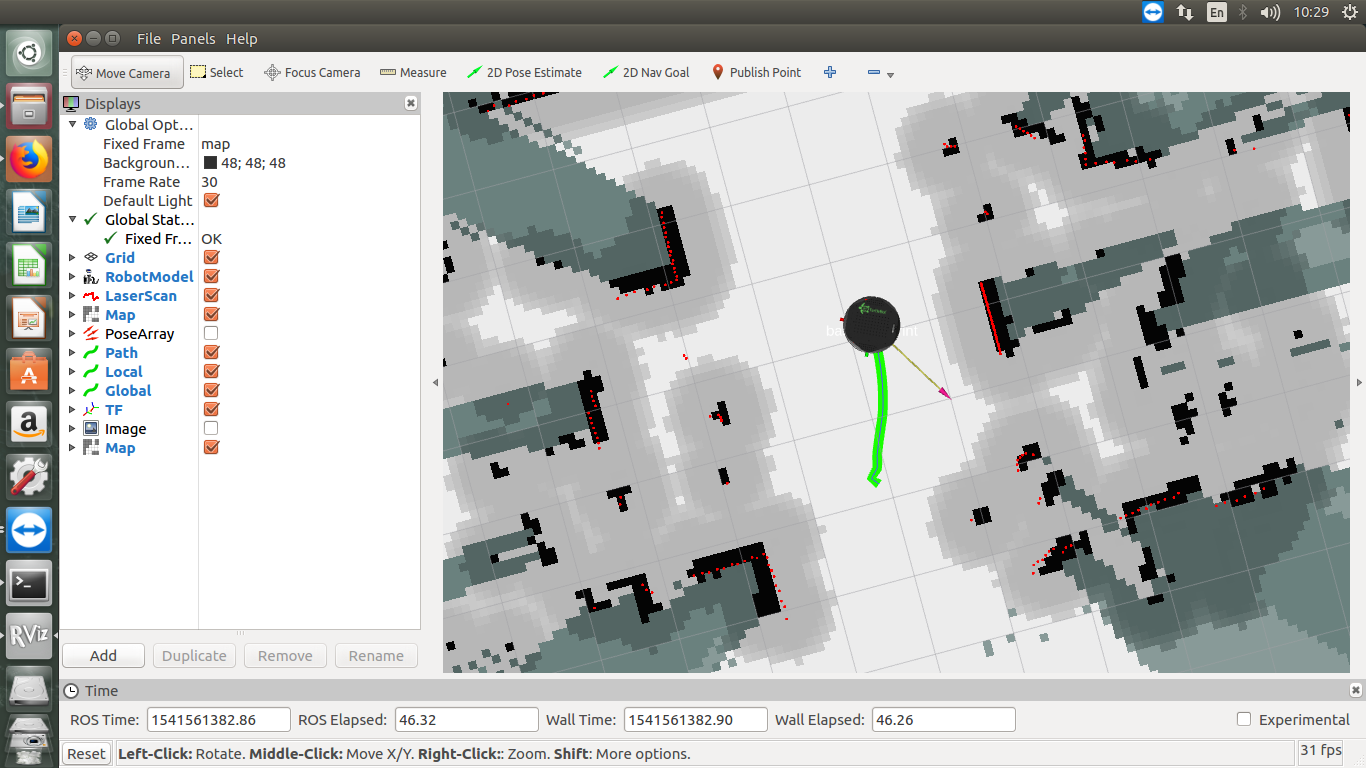 En
10:29
File Panels Help
Move Camera Select Focus Camera Measure 2D Pose Estimate 2D Nav Goal Publish Point
Displays
Global Opt...
Fixed Frame map
Backgroun... 48; 48; 48
Frame Rate 30
Default Light
Global Stat...
Fixed Fr... OK
Grid
RobotModel
LaserScan
Map
PoseArray
Path
Local
Global
TF
Image
Map
Add Duplicate Remove Rename
Time
ROS Time: 1541561382.86 ROS Elapsed: 46.32 Wall Time: 1541561382.90 Wall Elapsed: 46.26 Experimental
Reset Left-Click: Rotate. Middle-Click: Move X/Y. Right-Click:: Zoom. Shift: More options. 31 fps
RViz